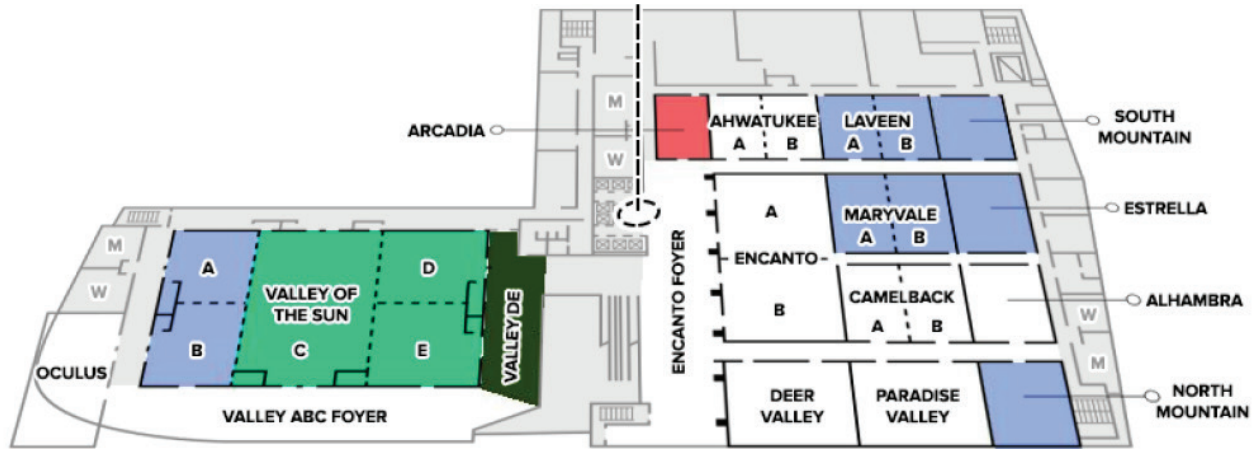 M
W
ARCADIA
AHWATUKEE
A B
LAVEEN
A B
SOUTH
MOUNTAIN
A
MARYVALE
A B
ESTRELLA
ENCANTO
ENCANTO FOYER
B
CAMELBACK
A B
ALHAMBRA
W
M
DEER
VALLEY
PARADISE
VALLEY
NORTH
MOUNTAIN
M
W
OCULUS
A
B
VALLEY OF
THE SUN
C
D
E
VALLEY DE
VALLEY ABC FOYER